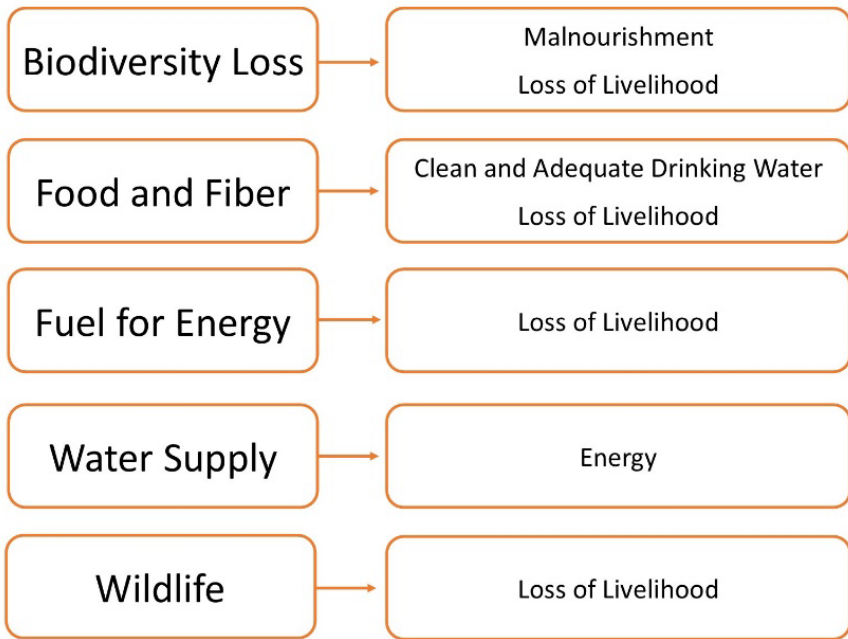 Biodiversity Loss
Malnourishment
Loss of Livelihood
Food and Fiber
Clean and Adequate Drinking Water
Loss of Livelihood
Fuel for Energy
Loss of Livelihood
Water Supply
Energy
Wildlife
Loss of Livelihood